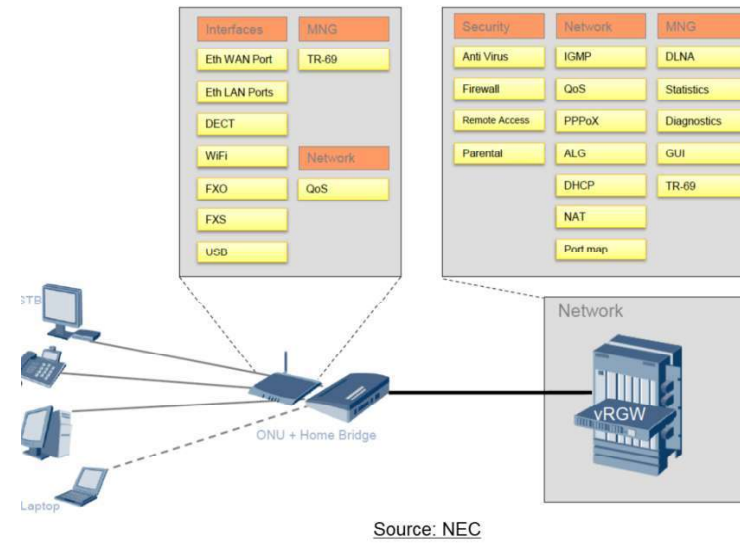 Interfaces
MNG
Eth WAN Port
TR-69
Eth LAN Ports
DECT
WiFi
Network
FXO
QoS
FXS
USB
Security
Network
MNG
Anti Virus
IGMP
DLNA
Firewall
QoS
Statistics
Remote Access
PPPoX
Diagnostics
Parental
ALG
GUI
DHCP
TR-69
NAT
Port map
STB
Network
vRGW
ONU + Home Bridge
Laptop
Source: NEC